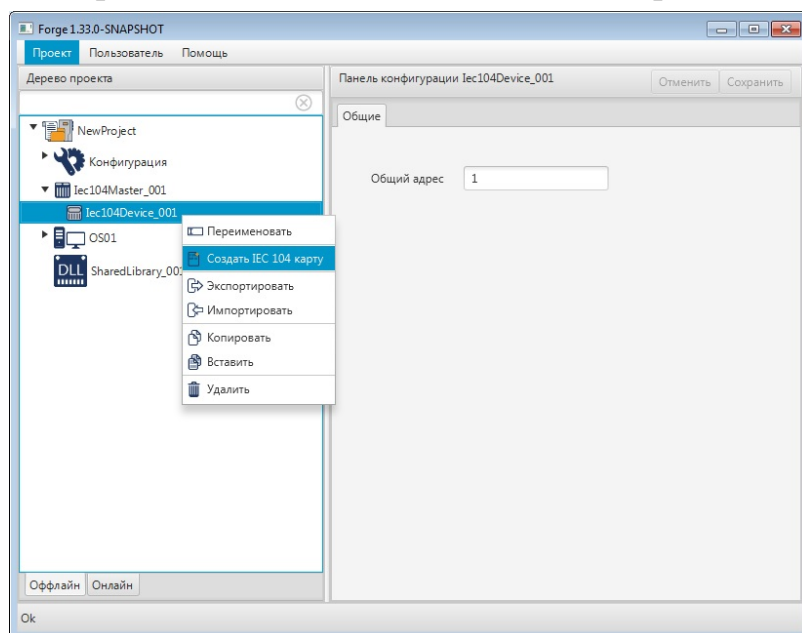 Forge 1.33.0-SNAPSHOT
Проект Пользователь Помощь
Дерево проекта
NewProject
Конфигурация
Iec104Master_001
Iec104Device_001
OS01
DLL SharedLibrary_001
Переименовать
Создать IEC 104 карту
Экспортировать
Импортировать
Копировать
Вставить
Удалить
Оффлайн Онлайн
Панель конфигурации Iec104Device_001 Отменить Сохранить
Общие
Общий адрес 1
Ok